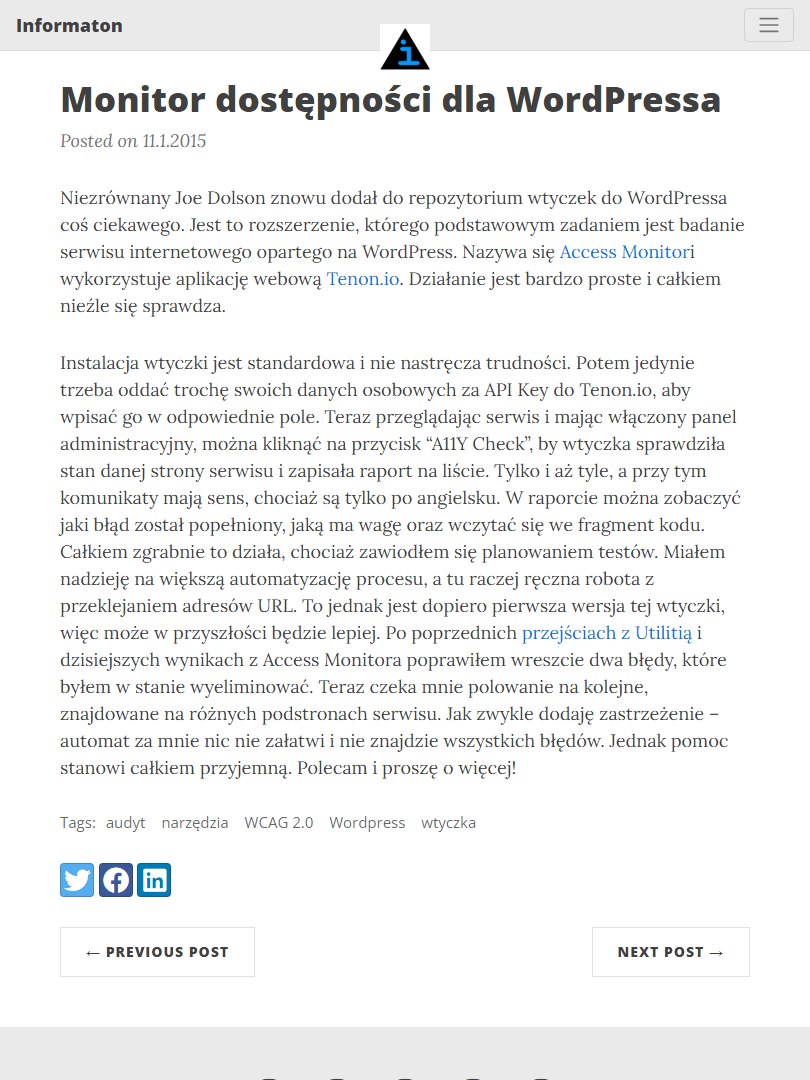 Informaton
i
Monitor dostępności dla WordPressa
Posted on 11.1.2015
Niezrównany Joe Dolson znowu dodał do repozytorium wtyczek do WordPressa
coś ciekawego. Jest to rozszerzenie, którego podstawowym zadaniem jest badanie
serwisu internetowego opartego na WordPress. Nazywa się Access Monitori
wykorzystuje aplikację webową Tenon.io. Działanie jest bardzo proste i całkiem
nieźle się sprawdza.
Instalacja wtyczki jest standardowa i nie nastręcza trudności. Potem jedynie
trzeba oddać trochę swoich danych osobowych za API Key do Tenon.io, aby
wpisać go w odpowiednie pole. Teraz przeglądając serwis i mając włączony panel
administracyjny, można kliknąć na przycisk “A11Y Check”, by wtyczka sprawdziła
stan danej strony serwisu i zapisała raport na liście. Tylko i aż tyle, a przy tym
komunikaty mają sens, chociaż są tylko po angielsku. W raporcie można zobaczyć
jaki błąd został popełniony, jaką ma wagę oraz wczytać się we fragment kodu.
Całkiem zgrabnie to działa, chociaż zawiodłem się planowaniem testów. Miałem
nadzieję na większą automatyzację procesu, a tu raczej ręczna robota z
przeklejaniem adresów URL. To jednak jest dopiero pierwsza wersja tej wtyczki,
więc może w przyszłości będzie lepiej. Po poprzednich przejściach z Utilitią i
dzisiejszych wynikach z Access Monitora poprawiłem wreszcie dwa błędy, które
byłem w stanie wyeliminować. Teraz czeka mnie polowanie na kolejne,
znajdowane na różnych podstronach serwisu. Jak zwykle dodaję zastrzeżenie –
automat za mnie nic nie załatwi i nie znajdzie wszystkich błędów. Jednak pomoc
stanowi całkiem przyjemną. Polecam i proszę o więcej!
Tags: audyt narzędzia WCAG 2.0 Wordpress wtyczka
← PREVIOUS POST NEXT POST →